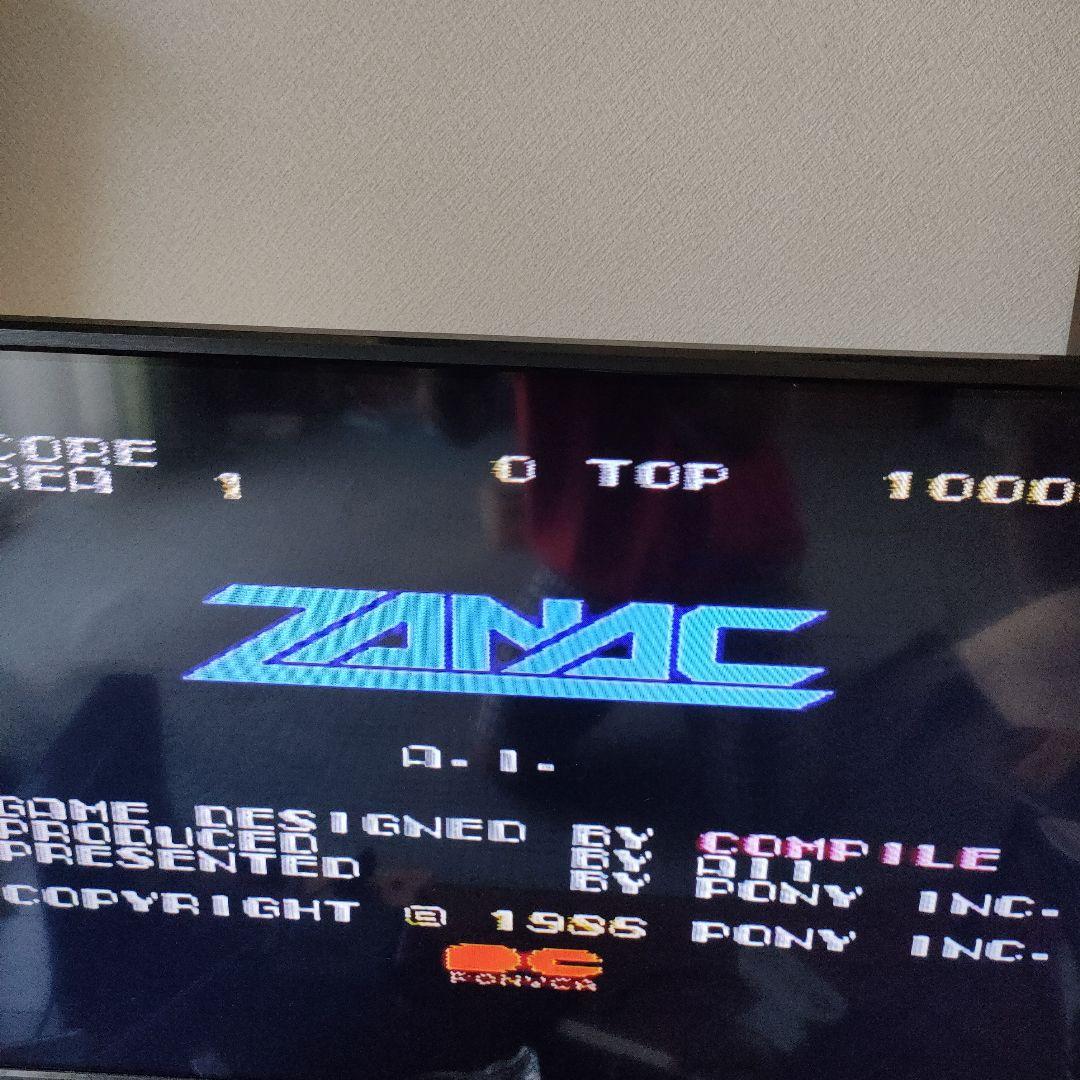 CORE 0 TOP 1000
REA 1
ZANAC
A.I.
GAME DESIGNED BY COMPILE
PRODUCED BY AII
PRESENTED BY PONY INC.
COPYRIGHT © 1986 PONY INC.
PONYCA